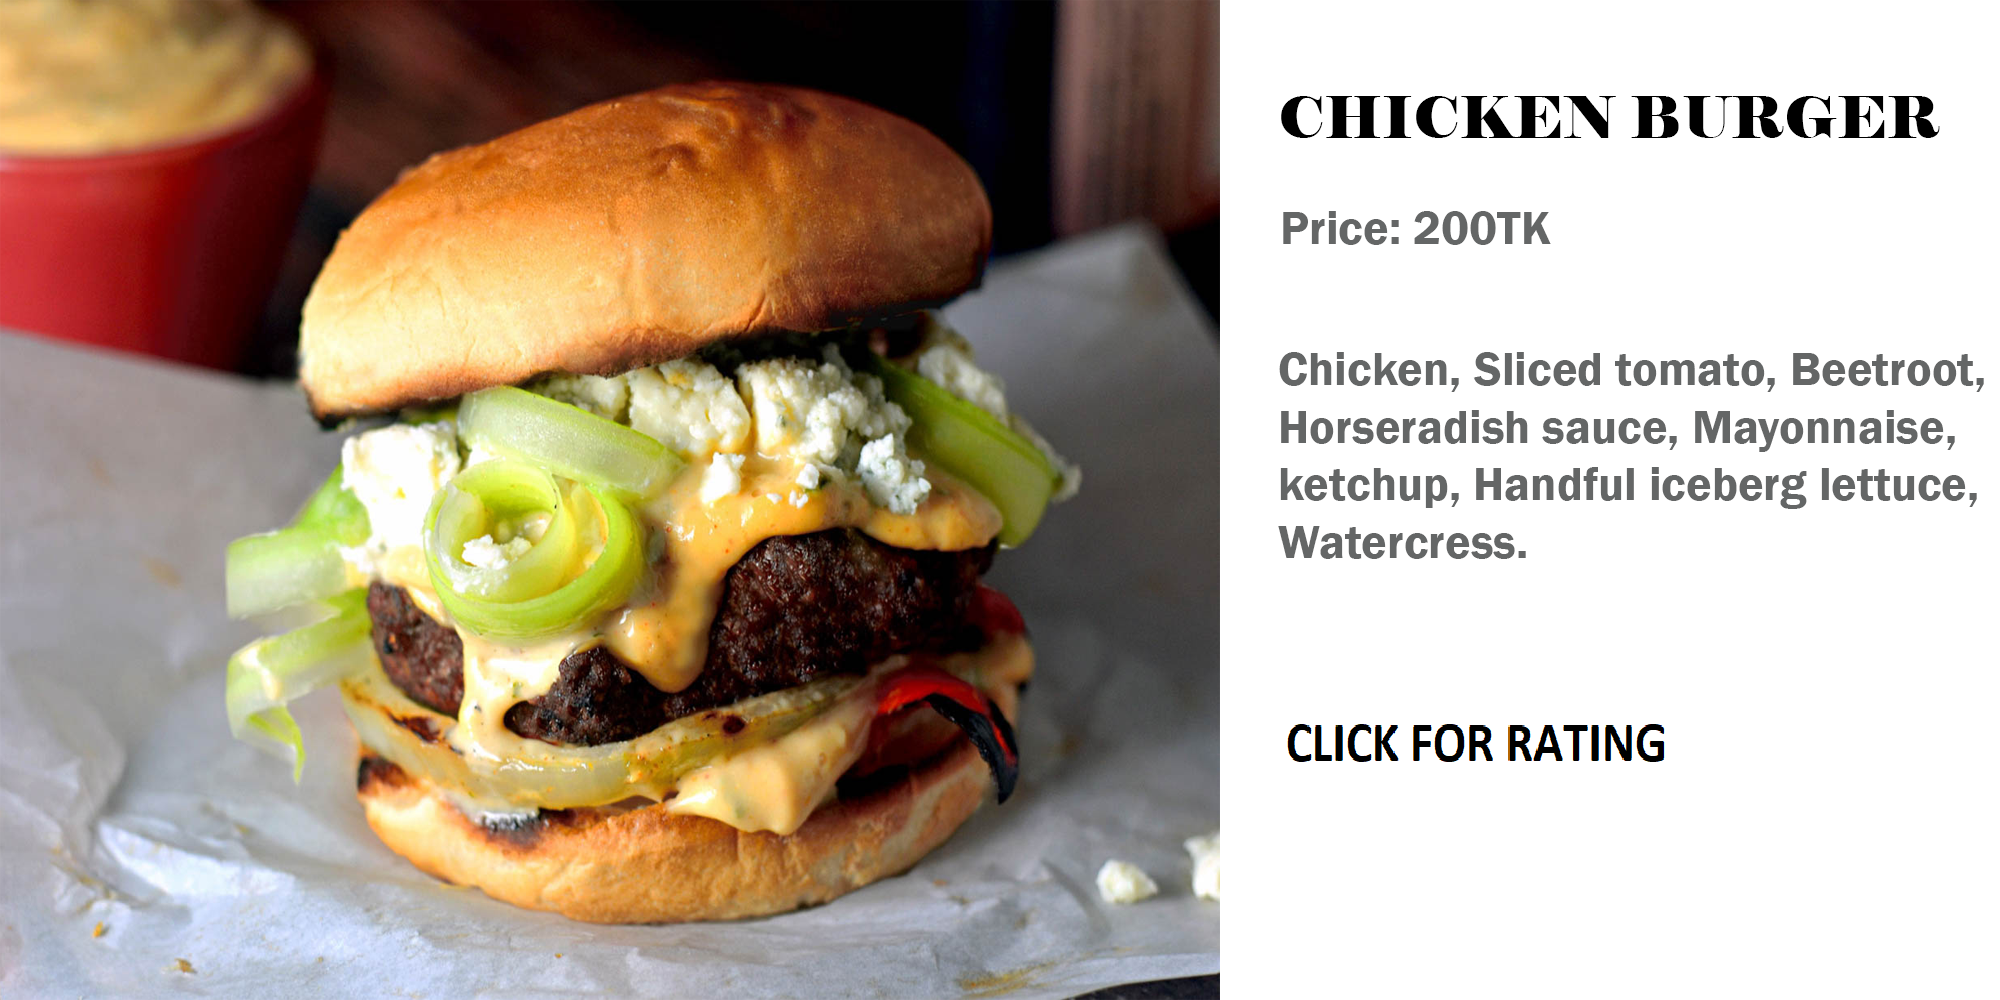 CHICKEN BURGER
Price: 200TK
Chicken, Sliced tomato, Beetroot,
Horseradish sauce, Mayonnaise,
ketchup, Handful iceberg lettuce,
Watercress.
CLICK FOR RATING